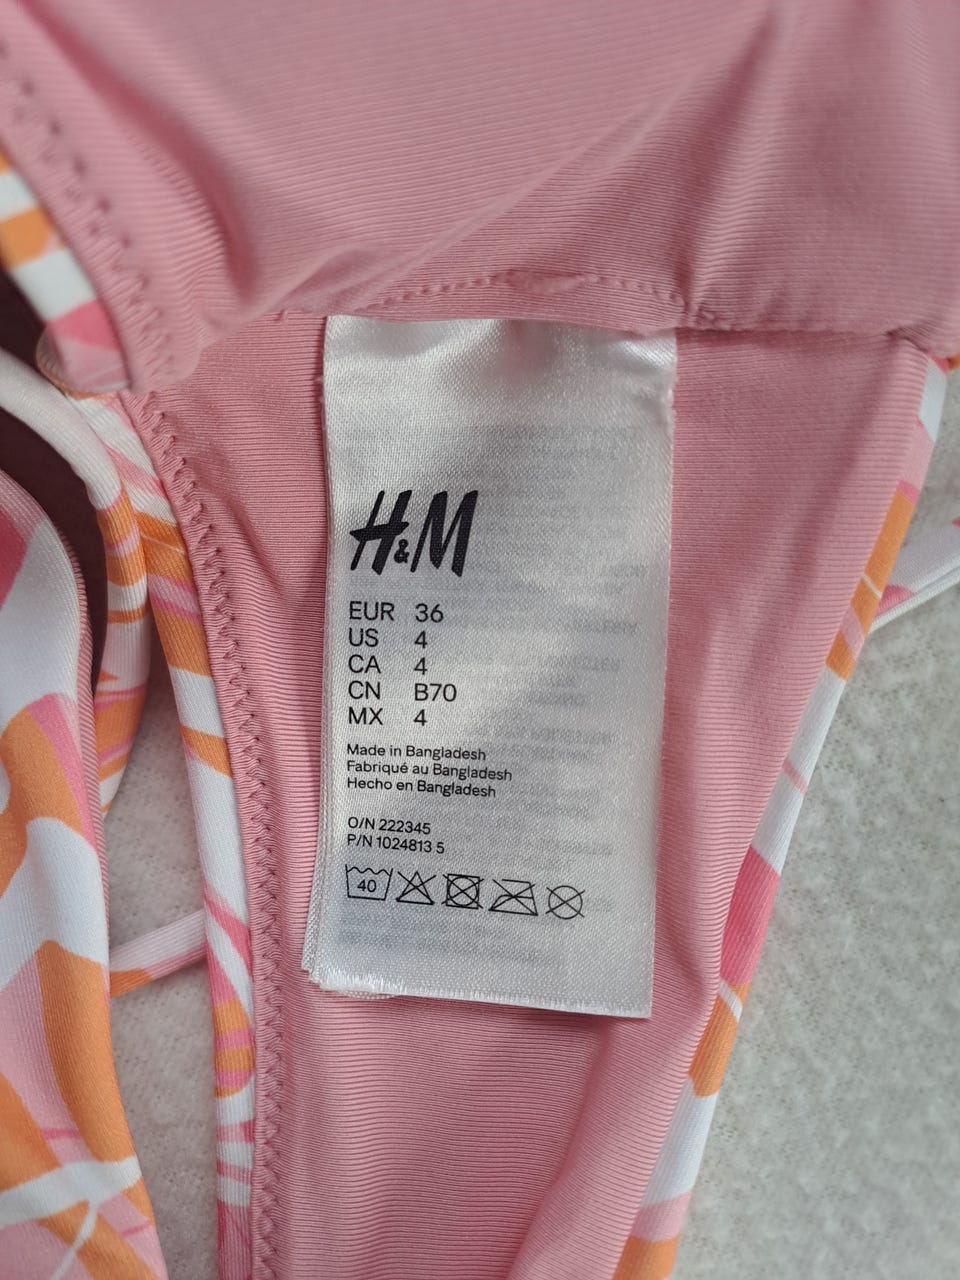 H&M
EUR 36
US 4
CA 4
CN B70
MX 4
Made in Bangladesh
Fabriqué au Bangladesh
Hecho en Bangladesh
O/N 222345
P/N 1024813 5
40